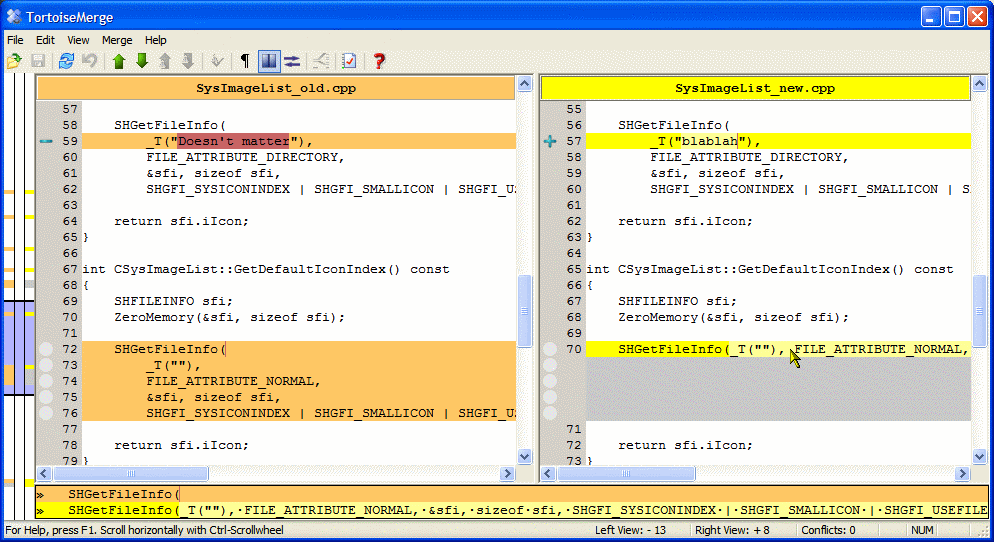 TortoiseMerge
File Edit View Merge Help
SysImageList_old.cpp
57
58 SHGetFileInfo(
59 _T("Doesn't matter"),
60 FILE_ATTRIBUTE_DIRECTORY,
61 &sfi, sizeof sfi,
62 SHGFI_SYSICONINDEX | SHGFI_SMALLICON | SHGFI_US
63
64 return sfi.iIcon;
65 }
66
67 int CSysImageList::GetDefaultIconIndex() const
68 {
69 SHFILEINFO sfi;
70 ZeroMemory(&sfi, sizeof sfi);
71
72 SHGetFileInfo(
73 _T(""),
74 FILE_ATTRIBUTE_NORMAL,
75 &sfi, sizeof sfi,
76 SHGFI_SYSICONINDEX | SHGFI_SMALLICON | SHGFI_US
77
78 return sfi.iIcon;
79 }
SysImageList_new.cpp
55
56 SHGetFileInfo(
57 _T("blablah"),
58 FILE_ATTRIBUTE_DIRECTORY,
59 &sfi, sizeof sfi,
60 SHGFI_SYSICONINDEX | SHGFI_SMALLICON | S
61
62 return sfi.iIcon;
63 }
64
65 int CSysImageList::GetDefaultIconIndex() const
66 {
67 SHFILEINFO sfi;
68 ZeroMemory(&sfi, sizeof sfi);
69
70 SHGetFileInfo(_T(""), FILE_ATTRIBUTE_NORMAL,
71
72 return sfi.iIcon;
73 }
» SHGetFileInfo(
» SHGetFileInfo(_T(""),·FILE_ATTRIBUTE_NORMAL,·&sfi,·sizeof·sfi,·SHGFI_SYSICONINDEX·|·SHGFI_SMALLICON·|·SHGFI_USEFILE
For Help, press F1. Scroll horizontally with Ctrl-Scrollwheel Left View: - 13 Right View: + 8 Conflicts: 0 NUM